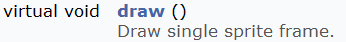 virtual void draw ()
Draw single sprite frame.